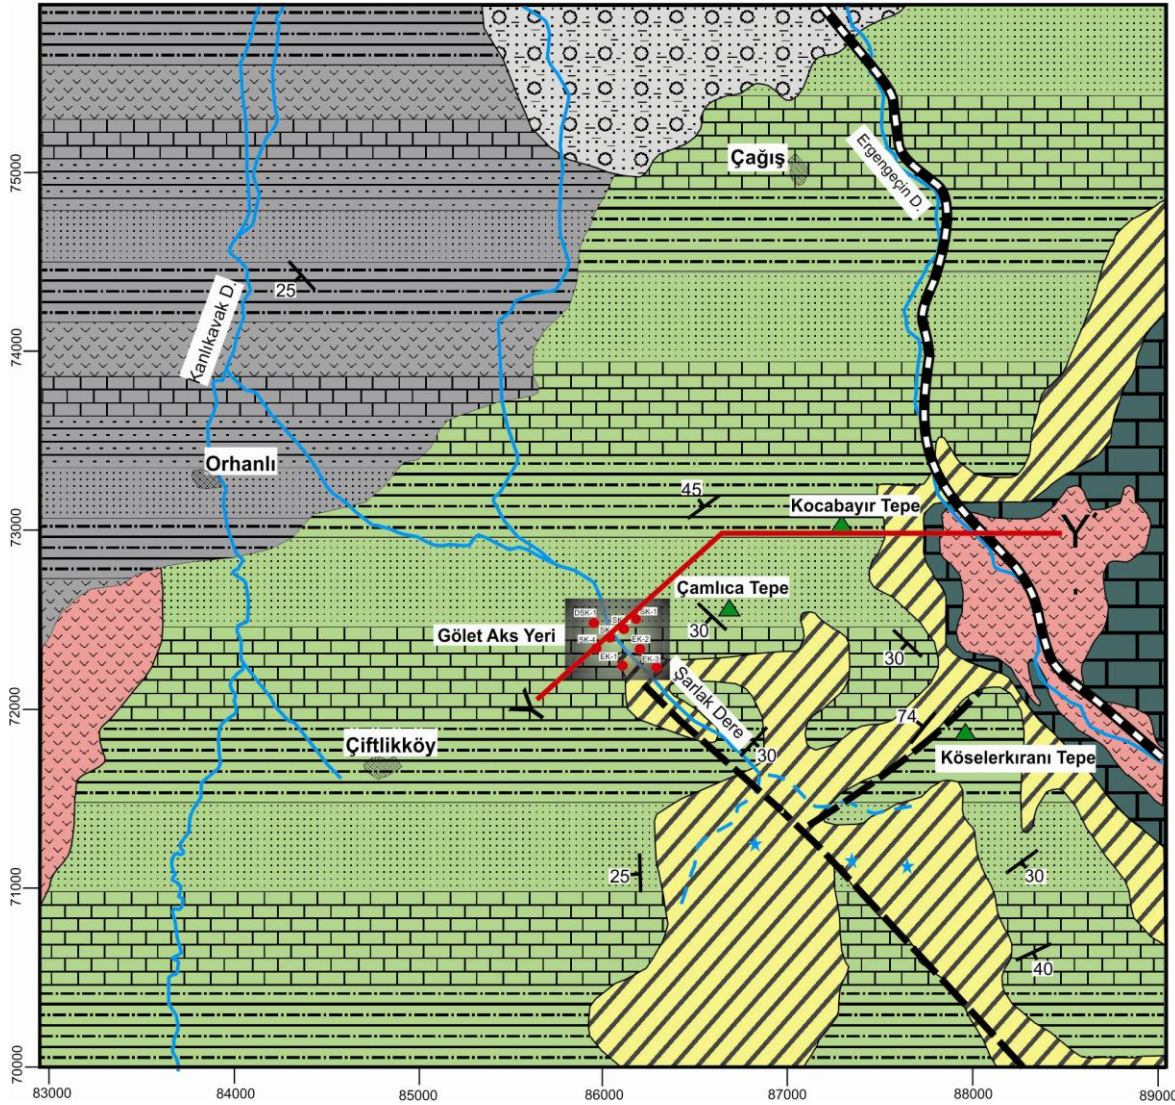 Çağış
Ergengeçin D.
75000
25
Kanlıkavak D.
74000
Orhanlı
45
Kocabayır Tepe
73000
Y'
Çamlıca Tepe
DSK-1
SK-1
SK-4
EK-2
EK-1
EK-3
30
Gölet Aks Yeri
30
Şarlak Dere
Y
72000
74
Çiftlikköy
30
Köselerkıranı Tepe
25
30
71000
40
70000
83000
84000
85000
86000
87000
88000
89000